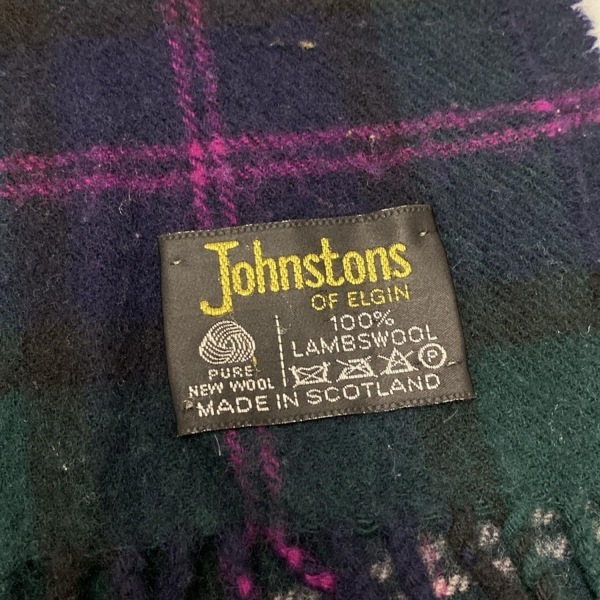 Johnstons
OF ELGIN
PURE
NEW WOOL
100%
LAMBSWOOL
P
MADE IN SCOTLAND